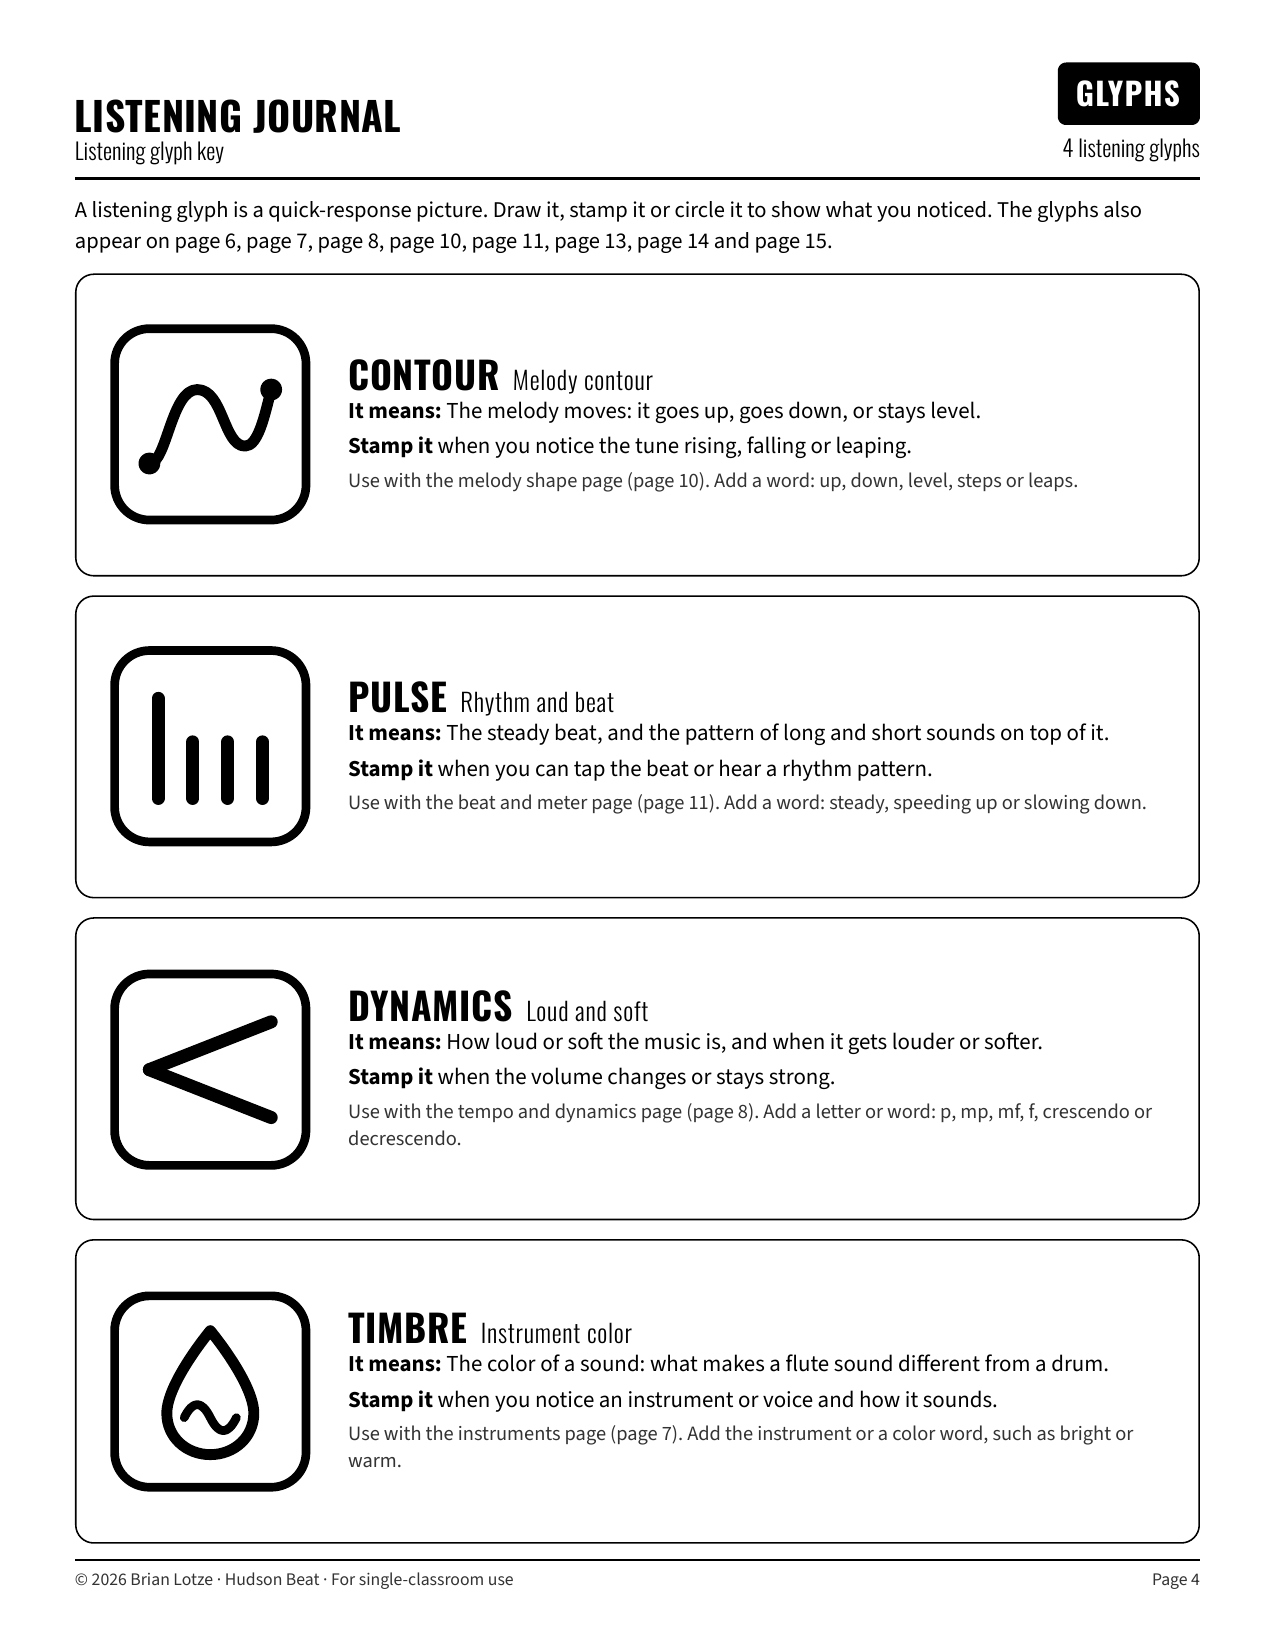 LISTENING JOURNAL
Listening glyph key
GLYPHS
4 listening glyphs
A listening glyph is a quick-response picture. Draw it, stamp it or circle it to show what you noticed. The glyphs also
appear on page 6, page 7, page 8, page 10, page 11, page 13, page 14 and page 15.
CONTOUR Melody contour
It means: The melody moves: it goes up, goes down, or stays level.
Stamp it when you notice the tune rising, falling or leaping.
Use with the melody shape page (page 10). Add a word: up, down, level, steps or leaps.
PULSE Rhythm and beat
It means: The steady beat, and the pattern of long and short sounds on top of it.
Stamp it when you can tap the beat or hear a rhythm pattern.
Use with the beat and meter page (page 11). Add a word: steady, speeding up or slowing down.
DYNAMICS Loud and soft
It means: How loud or soft the music is, and when it gets louder or softer.
Stamp it when the volume changes or stays strong.
Use with the tempo and dynamics page (page 8). Add a letter or word: p, mp, mf, f, crescendo or
decrescendo.
TIMBRE Instrument color
It means: The color of a sound: what makes a flute sound different from a drum.
Stamp it when you notice an instrument or voice and how it sounds.
Use with the instruments page (page 7). Add the instrument or a color word, such as bright or
warm.
© 2026 Brian Lotze · Hudson Beat · For single-classroom use
Page 4